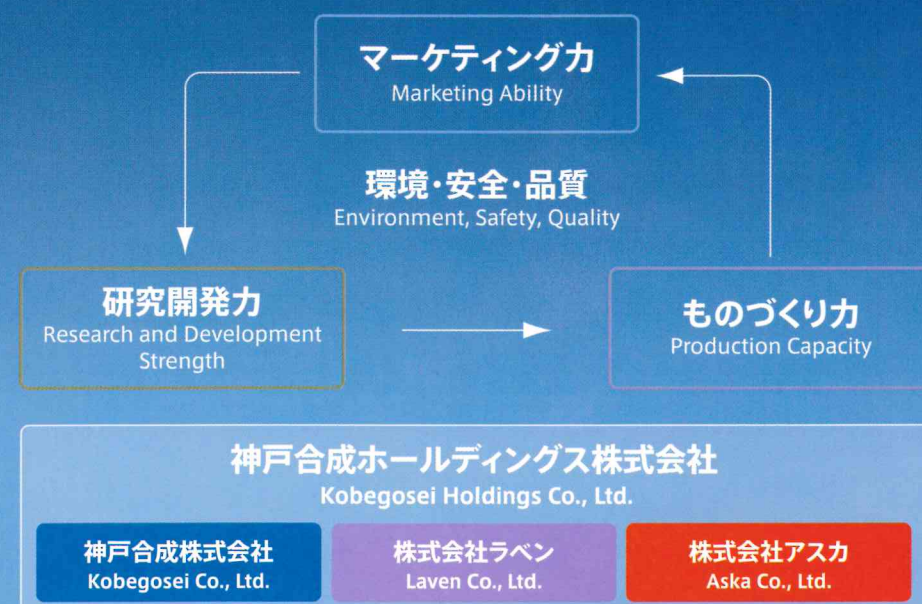 マーケティング力
Marketing Ability
環境・安全・品質
Environment, Safety, Quality
研究開発力
Research and Development
Strength
ものづくり力
Production Capacity
神戸合成ホールディングス株式会社
Kobegosei Holdings Co., Ltd.
神戸合成株式会社
Kobegosei Co., Ltd.
株式会社ラベン
Laven Co., Ltd.
株式会社アスカ
Aska Co., Ltd.